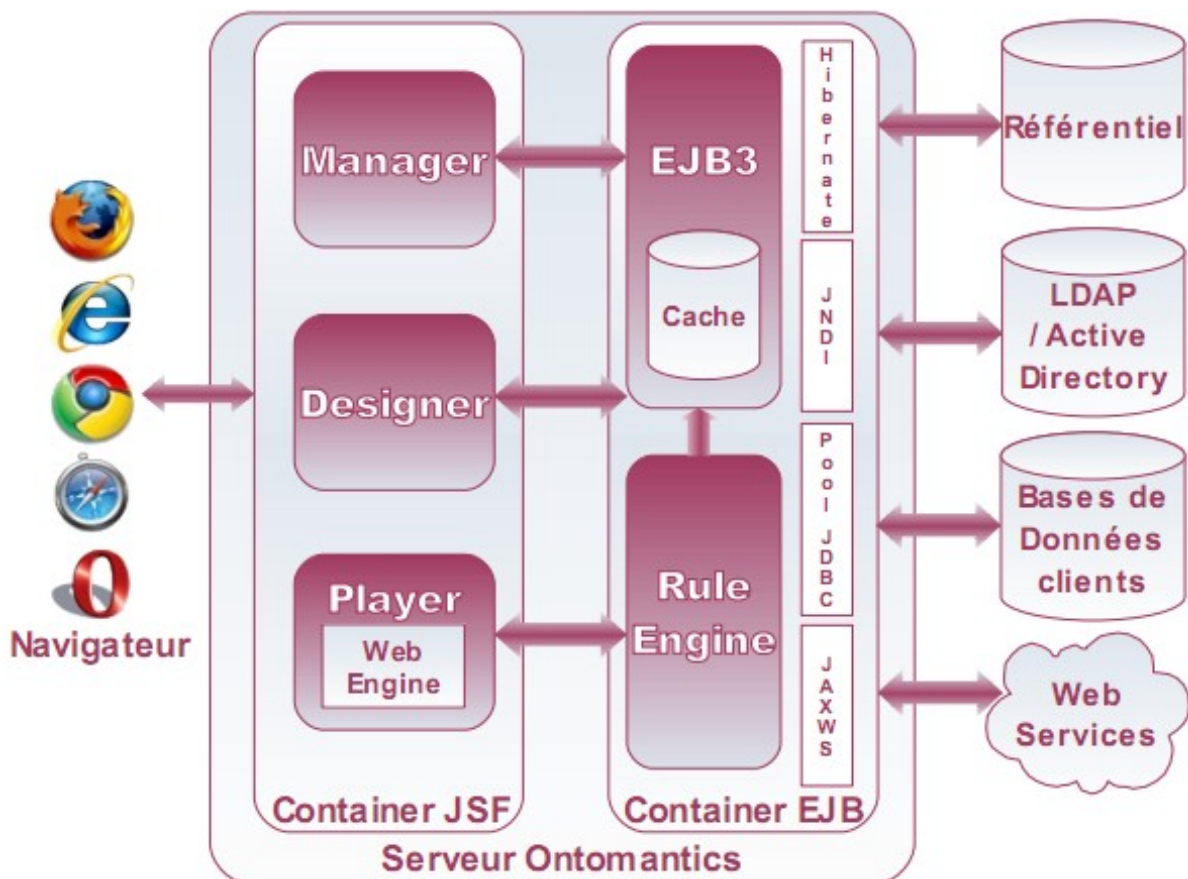 Navigateur
Manager
Designer
Player
Web
Engine
Container JSF
EJB3
Cache
Rule
Engine
Hibernate
JNDI
Pool JDBC
JAXWS
Container EJB
Serveur Ontomantics
Référentiel
LDAP
/ Active
Directory
Bases de
Données
clients
Web
Services